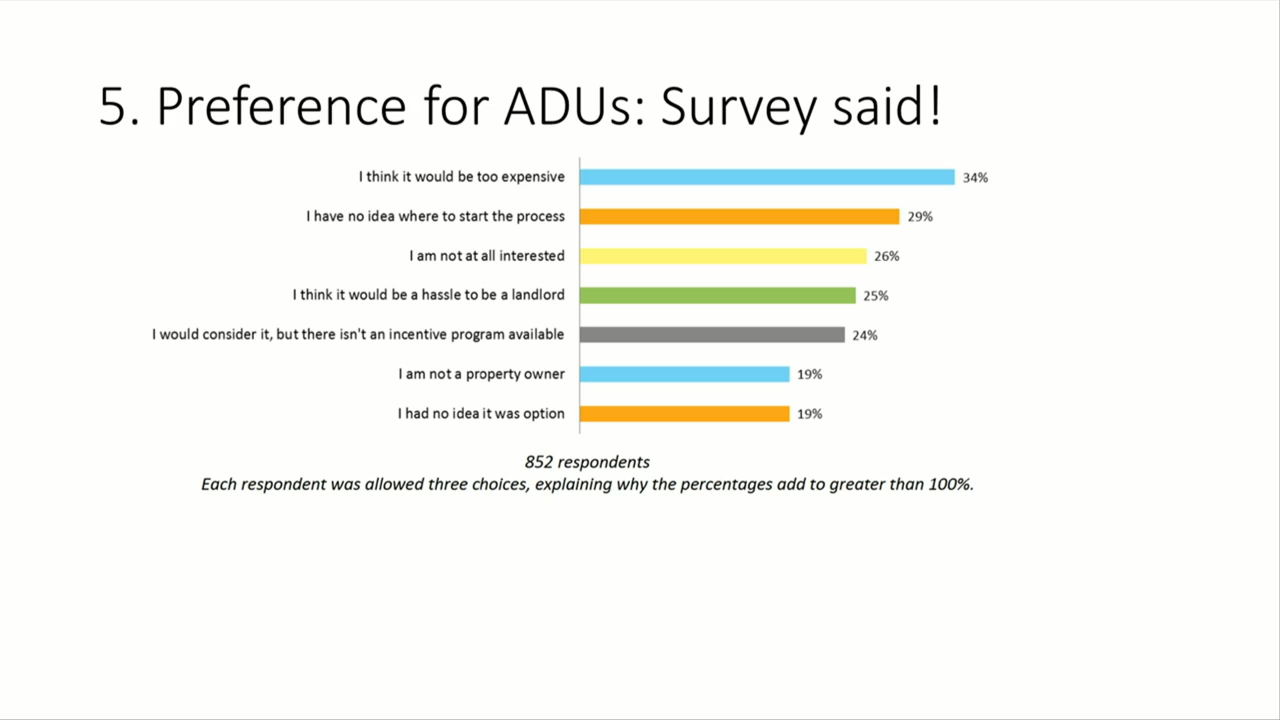 5. Preference for ADUs: Survey said!
I think it would be too expensive 34%
I have no idea where to start the process 29%
I am not at all interested 26%
I think it would be a hassle to be a landlord 25%
I would consider it, but there isn't an incentive program available 24%
I am not a property owner 19%
I had no idea it was option 19%
852 respondents
Each respondent was allowed three choices, explaining why the percentages add to greater than 100%.